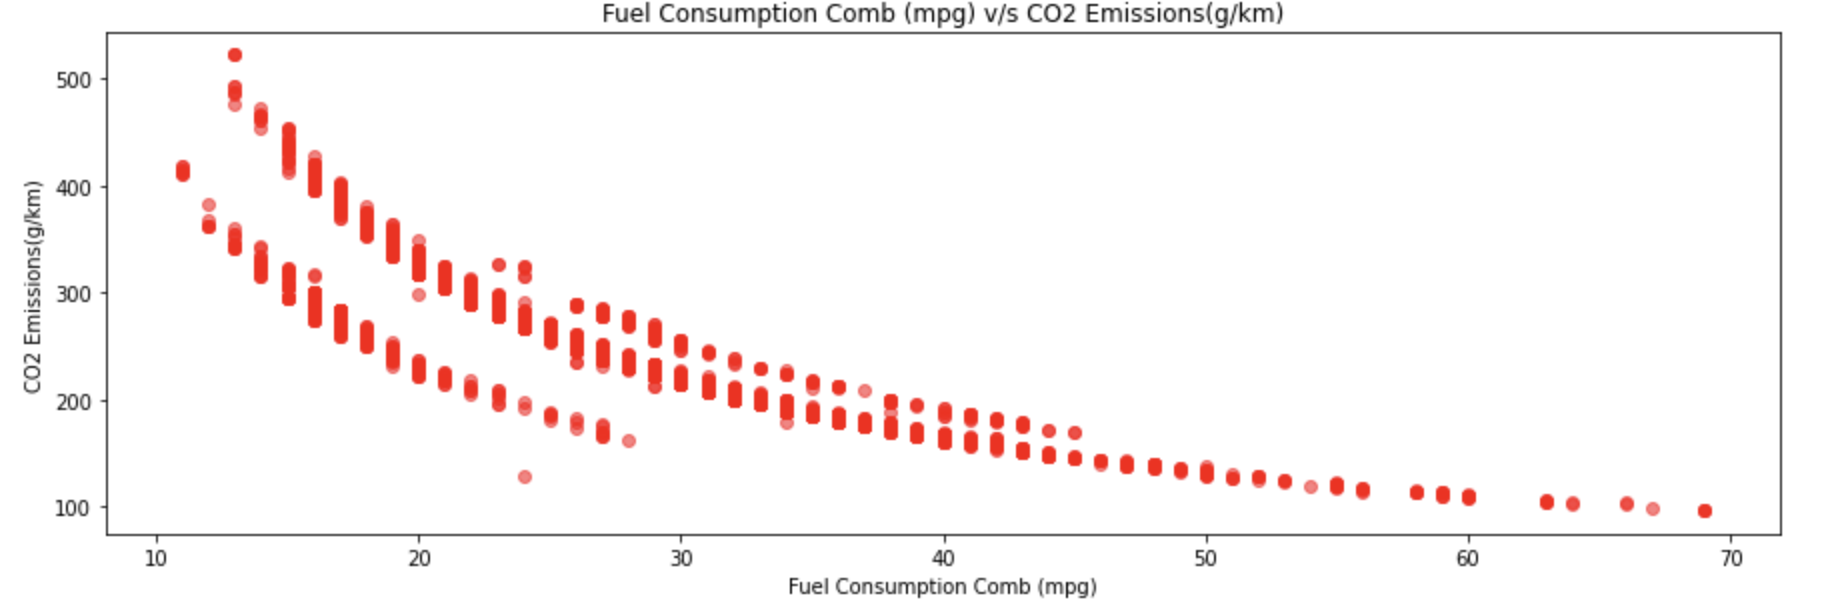 Fuel Consumption Comb (mpg) v/s CO2 Emissions(g/km)
CO2 Emissions(g/km)
500
400
300
200
100
10 20 30 40 50 60 70
Fuel Consumption Comb (mpg)